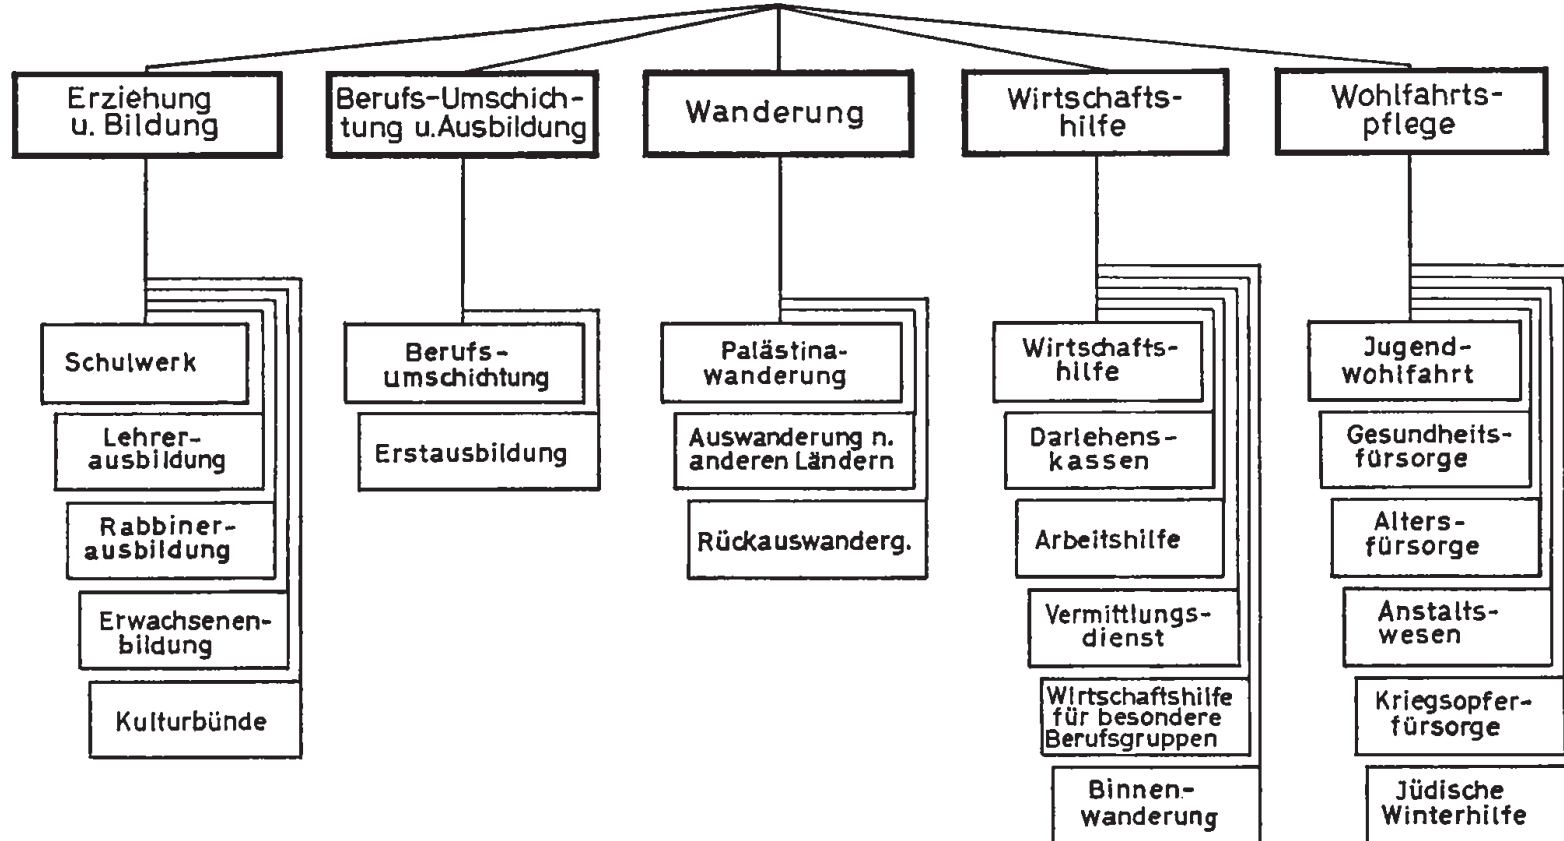 Erziehung
u. Bildung
Berufs-Umschich-
tung u. Ausbildung
Wanderung
Wirtschafts-
hilfe
Wohlfahrts-
pflege
Schulwerk
Lehrer-
ausbildung
Rabbiner-
ausbildung
Erwachsenen-
bildung
Kulturbünde
Berufs-
umschichtung
Erstausbildung
Palästina-
wanderung
Auswanderung n.
anderen Ländern
Rückauswanderg.
Wirtschafts-
hilfe
Darlehens-
kassen
Arbeitshilfe
Vermittlungs-
dienst
Wirtschaftshilfe
für besondere
Berufsgruppen
Binnen-
wanderung
Jugend-
wohlfahrt
Gesundheits-
fürsorge
Alters-
fürsorge
Anstalts-
wesen
Kriegsopfer-
fürsorge
Jüdische
Winterhilfe